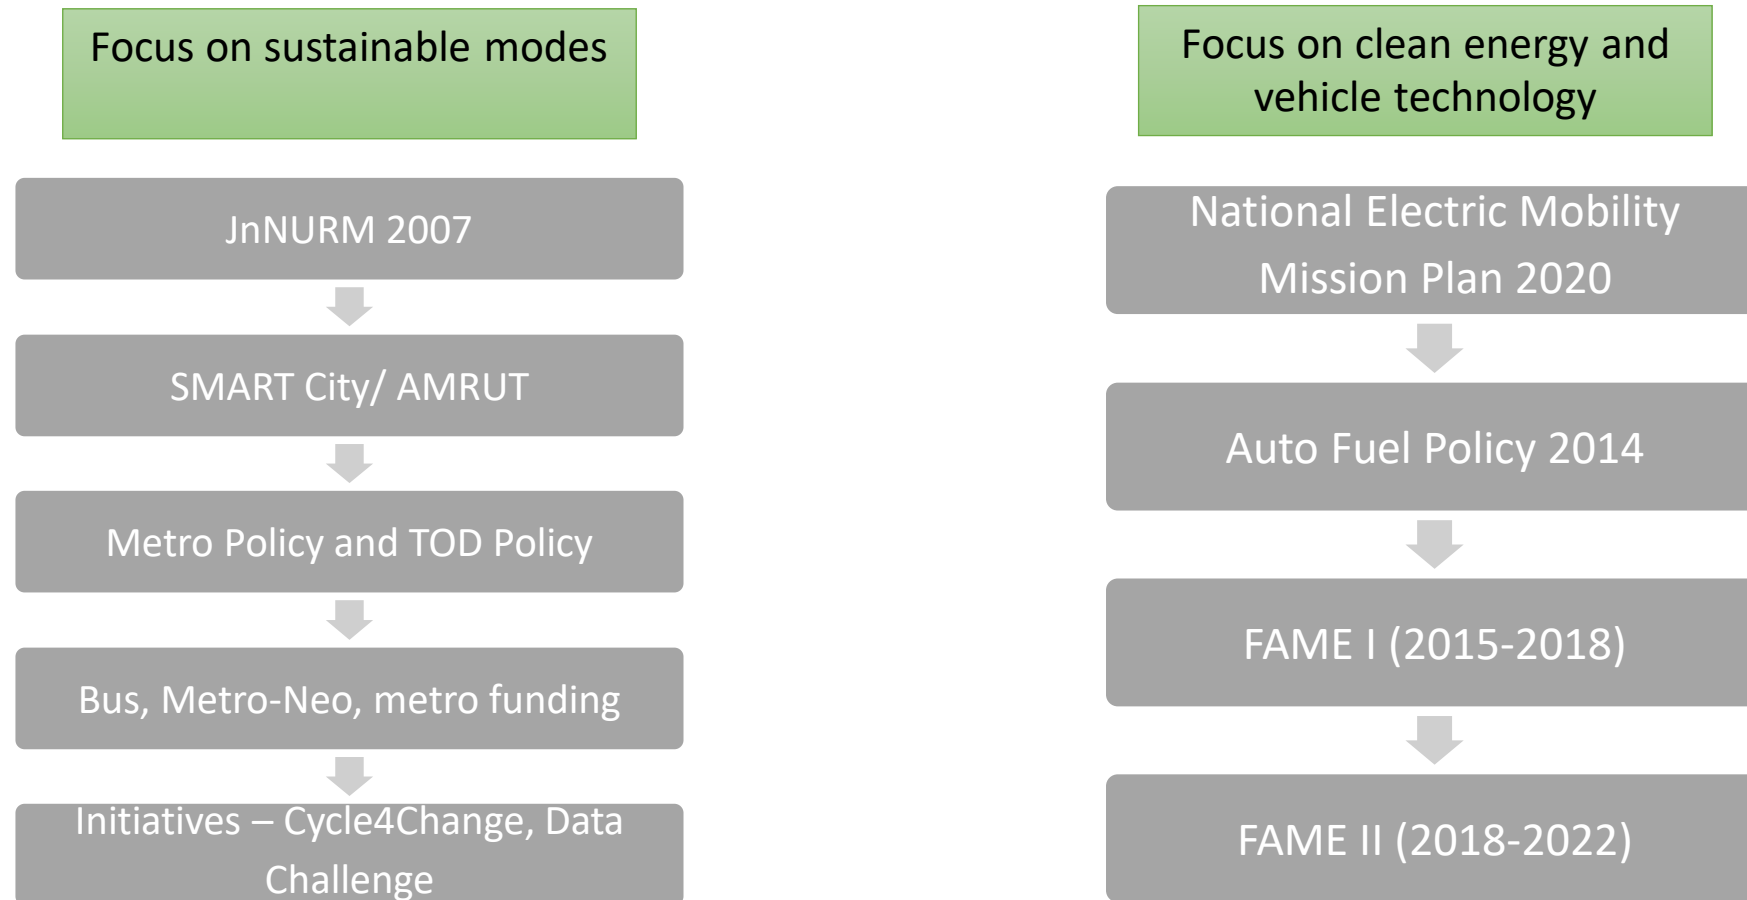 Focus on sustainable modes
JnNURM 2007
SMART City/ AMRUT
Metro Policy and TOD Policy
Bus, Metro-Neo, metro funding
Initiatives – Cycle4Change, Data
Challenge
Focus on clean energy and
vehicle technology
National Electric Mobility
Mission Plan 2020
Auto Fuel Policy 2014
FAME I (2015-2018)
FAME II (2018-2022)